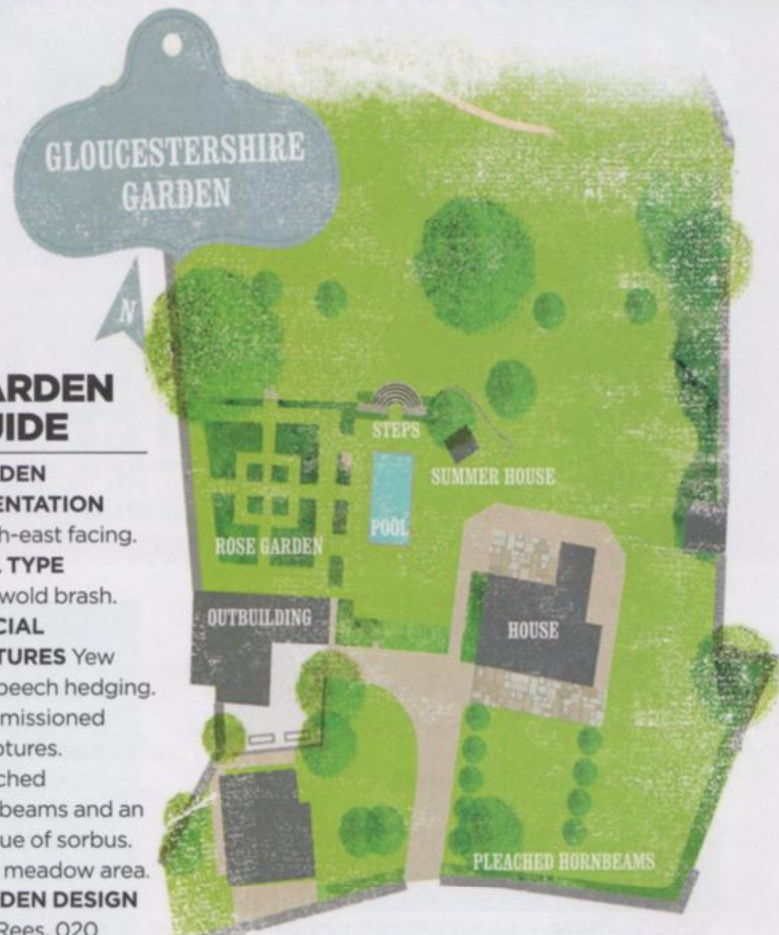 GLOUCESTERSHIRE
GARDEN
N
STEPS
SUMMER HOUSE
POOL
ROSE GARDEN
OUTBUILDING
HOUSE
PLEACHED HORNBEAMS
ARDEN
UIDE
DEN
ENTATION
h-east facing.
TYPE
wold brash.
CIAL
TURES Yew
beech hedging.
missioned
ptures.
ched
beams and an
ue of sorbus.
meadow area.
DEN DESIGN
Rees, 020